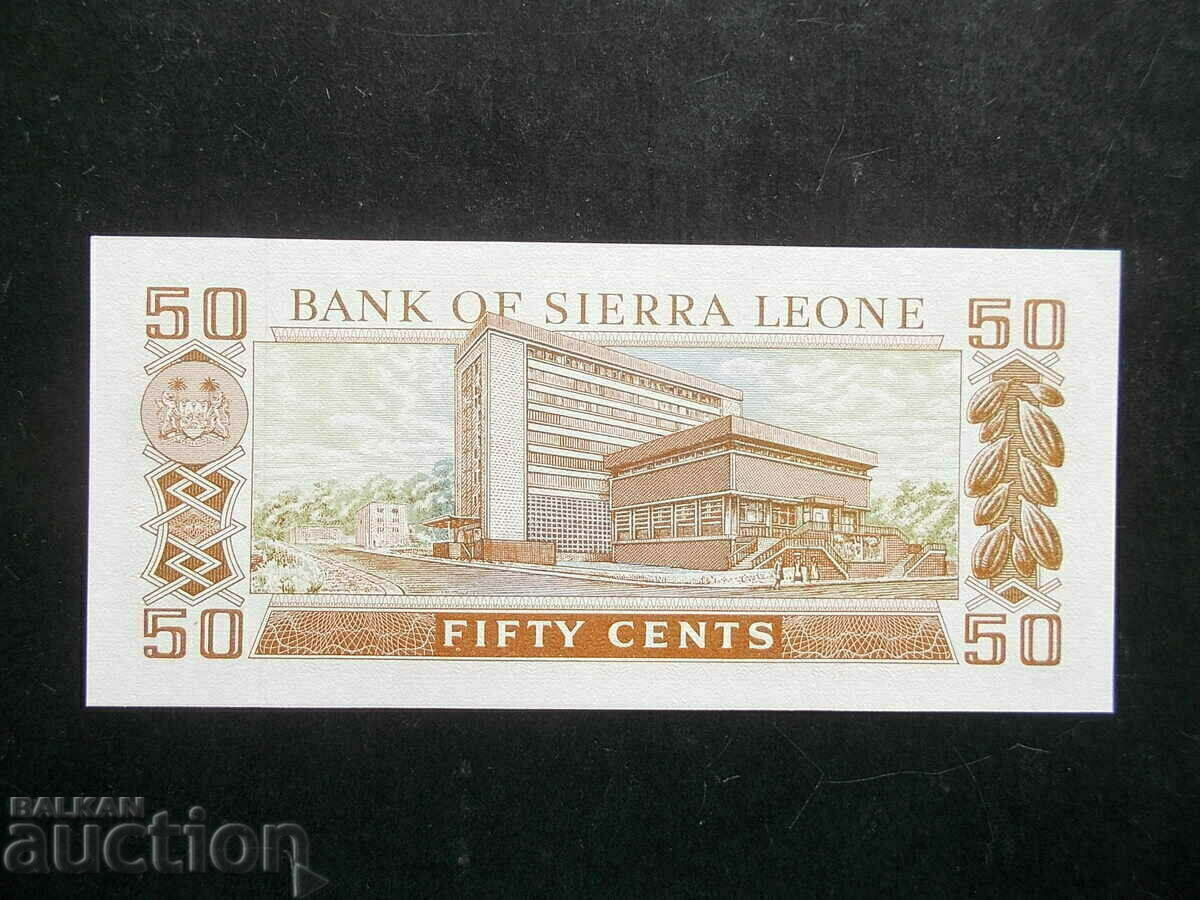 50 BANK OF SIERRA LEONE 50
50 FIFTY CENTS 50
BALKAN
auction